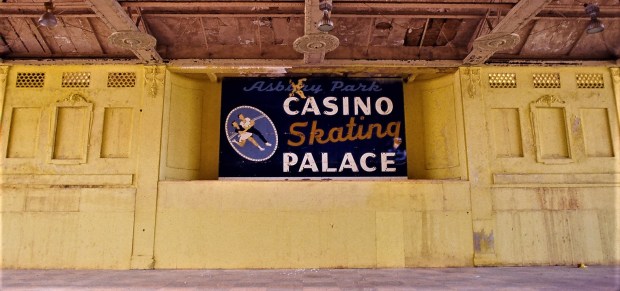 Asbury Park
CASINO
Skating
PALACE